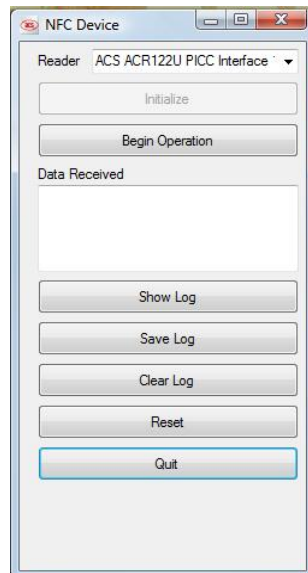 NFC Device
Reader ACS ACR122U PICC Interface
Initialize
Begin Operation
Data Received
Show Log
Save Log
Clear Log
Reset
Quit